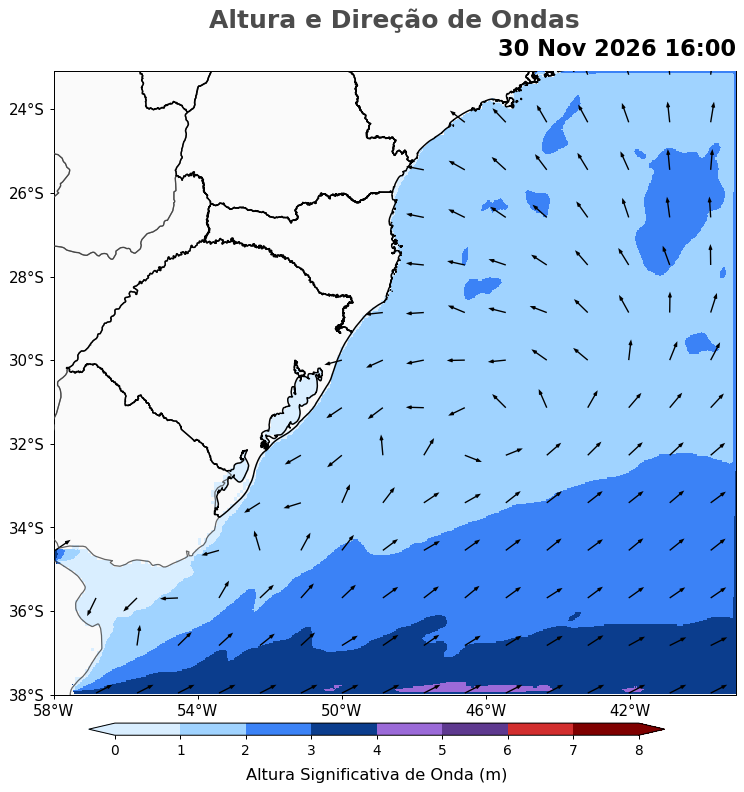 Altura e Direção de Ondas
30 Nov 2026 16:00
24°S
26°S
28°S
30°S
32°S
34°S
36°S
38°S
58°W 54°W 50°W 46°W 42°W
0 1 2 3 4 5 6 7 8
Altura Significativa de Onda (m)